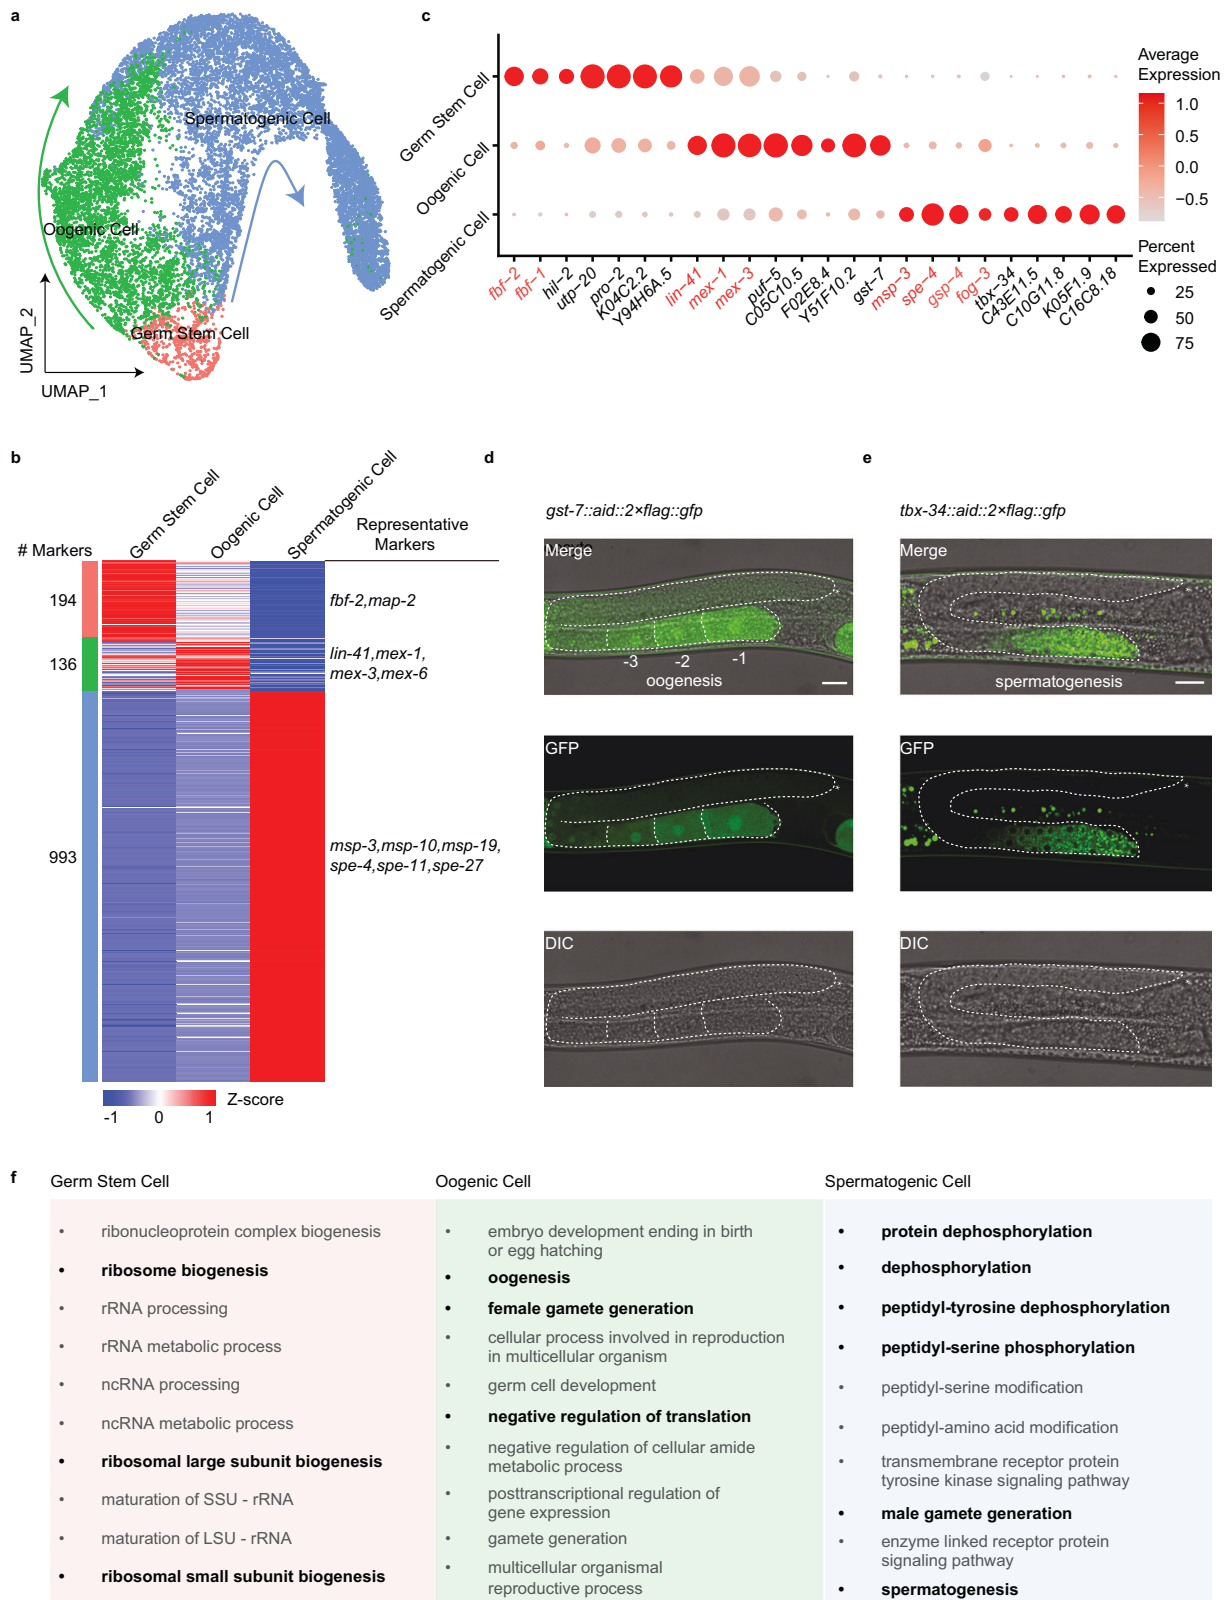 a
Spermatogenic Cell
Oogenic Cell
Germ Stem Cell
UMAP_2
UMAP_1
c
Germ Stem Cell
Oogenic Cell
Spermatogenic Cell
fbf-2
fbf-1
hil-2
utp-20
pro-2
K04C2.2
Y94H6A.5
lin-41
mex-1
mex-3
puf-5
C05C10.5
F02E8.4
Y51F10.2
gst-7
msp-3
spe-4
gsp-4
fog-3
tbx-34
C43E11.5
C10G11.8
K05F1.9
C16C8.18
Average
Expression
1.0
0.5
0.0
−0.5
Percent
Expressed
25
50
75
b
# Markers
Germ Stem Cell
Oogenic Cell
Spermatogenic Cell
Representative
Markers
194
fbf-2,map-2
136
lin-41,mex-1,
mex-3,mex-6
993
msp-3,msp-10,msp-19,
spe-4,spe-11,spe-27
Z-score
-1 0 1
d
gst-7::aid::2×flag::gfp
Merge
-3 -2 -1
oogenesis
GFP
*
DIC
e
tbx-34::aid::2×flag::gfp
Merge
*
spermatogenesis
GFP
*
DIC
*
f
Germ Stem Cell
• ribonucleoprotein complex biogenesis
• ribosome biogenesis
• rRNA processing
• rRNA metabolic process
• ncRNA processing
• ncRNA metabolic process
• ribosomal large subunit biogenesis
• maturation of SSU - rRNA
• maturation of LSU - rRNA
• ribosomal small subunit biogenesis
Oogenic Cell
• embryo development ending in birth
or egg hatching
• oogenesis
• female gamete generation
• cellular process involved in reproduction
in multicellular organism
• germ cell development
• negative regulation of translation
• negative regulation of cellular amide
metabolic process
• posttranscriptional regulation of
gene expression
• gamete generation
• multicellular organismal
reproductive process
Spermatogenic Cell
• protein dephosphorylation
• dephosphorylation
• peptidyl-tyrosine dephosphorylation
• peptidyl-serine phosphorylation
• peptidyl-serine modification
• peptidyl-amino acid modification
• transmembrane receptor protein
tyrosine kinase signaling pathway
• male gamete generation
• enzyme linked receptor protein
signaling pathway
• spermatogenesis